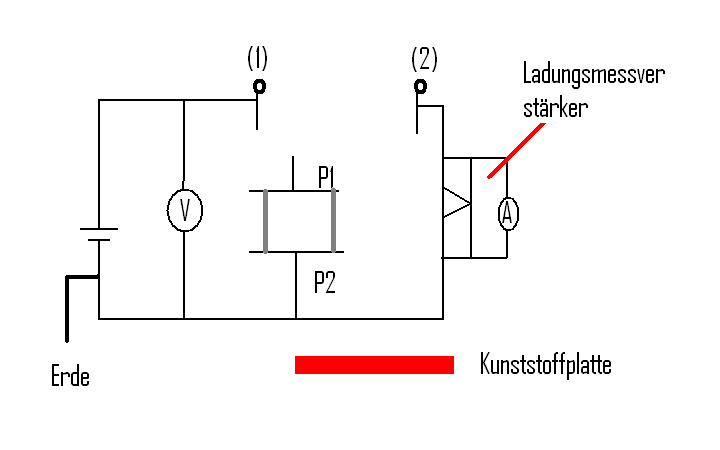 (1)
(2)
Ladungsmessver
stärker
P1
V
A
P2
Kunststoffplatte
Erde